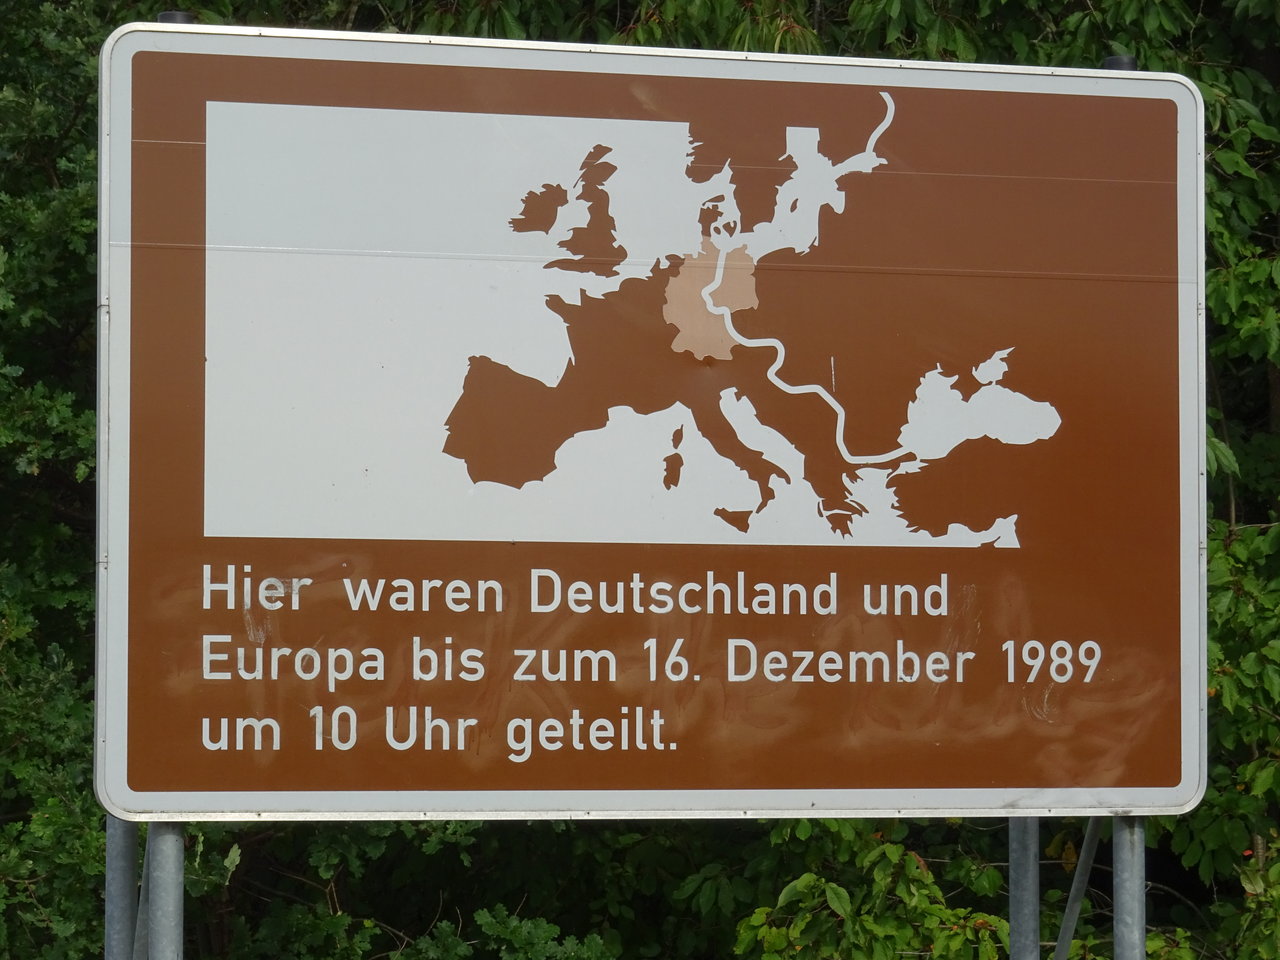 Hier waren Deutschland und
Europa bis zum 16. Dezember 1989
um 10 Uhr geteilt.